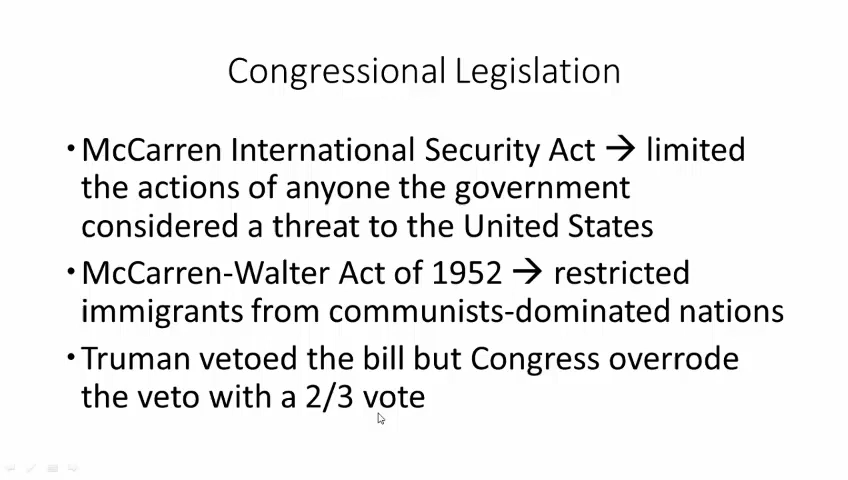 Congressional Legislation
• McCarren International Security Act → limited
the actions of anyone the government
considered a threat to the United States
• McCarren-Walter Act of 1952 → restricted
immigrants from communists-dominated nations
• Truman vetoed the bill but Congress overrode
the veto with a 2/3 vote